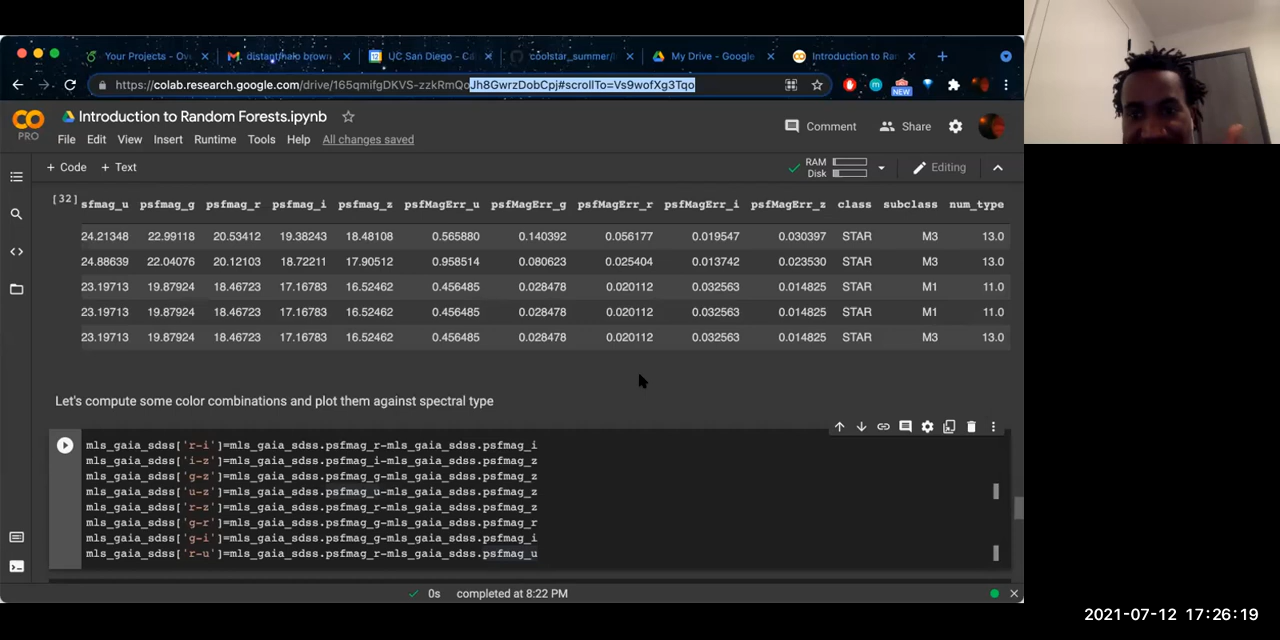 Your Projects - Ove
distant/halo brown
UC San Diego - Ca
coolstar_summer/
My Drive - Google
Introduction to Ran
https://colab.research.google.com/drive/165qmifgDKVS-zzkRmQoJh8GwrzDobCpj#scrollTo=Vs9wofXg3Tqo
NEW
PRO
Introduction to Random Forests.ipynb
Comment
Share
File Edit View Insert Runtime Tools Help All changes saved
+ Code + Text
RAM
Disk
Editing
[32]
sfmag_u psfmag_g psfmag_r psfmag_i psfmag_z psfMagErr_u psfMagErr_g psfMagErr_r psfMagErr_i psfMagErr_z class subclass num_type
24.21348 22.99118 20.53412 19.38243 18.48108 0.565880 0.140392 0.056177 0.019547 0.030397 STAR M3 13.0
24.88639 22.04076 20.12103 18.72211 17.90512 0.958514 0.080623 0.025404 0.013742 0.023530 STAR M3 13.0
23.19713 19.87924 18.46723 17.16783 16.52462 0.456485 0.028478 0.020112 0.032563 0.014825 STAR M1 11.0
23.19713 19.87924 18.46723 17.16783 16.52462 0.456485 0.028478 0.020112 0.032563 0.014825 STAR M1 11.0
23.19713 19.87924 18.46723 17.16783 16.52462 0.456485 0.028478 0.020112 0.032563 0.014825 STAR M3 13.0
Let's compute some color combinations and plot them against spectral type
mls_gaia_sdss['r-i']=mls_gaia_sdss.psfmag_r-mls_gaia_sdss.psfmag_i
mls_gaia_sdss['i-z']=mls_gaia_sdss.psfmag_i-mls_gaia_sdss.psfmag_z
mls_gaia_sdss['g-z']=mls_gaia_sdss.psfmag_g-mls_gaia_sdss.psfmag_z
mls_gaia_sdss['u-z']=mls_gaia_sdss.psfmag_u-mls_gaia_sdss.psfmag_z
mls_gaia_sdss['r-z']=mls_gaia_sdss.psfmag_r-mls_gaia_sdss.psfmag_z
mls_gaia_sdss['g-r']=mls_gaia_sdss.psfmag_g-mls_gaia_sdss.psfmag_r
mls_gaia_sdss['g-i']=mls_gaia_sdss.psfmag_g-mls_gaia_sdss.psfmag_i
mls_gaia_sdss['r-u']=mls_gaia_sdss.psfmag_r-mls_gaia_sdss.psfmag_u
0s completed at 8:22 PM
2021-07-12 17:26:19